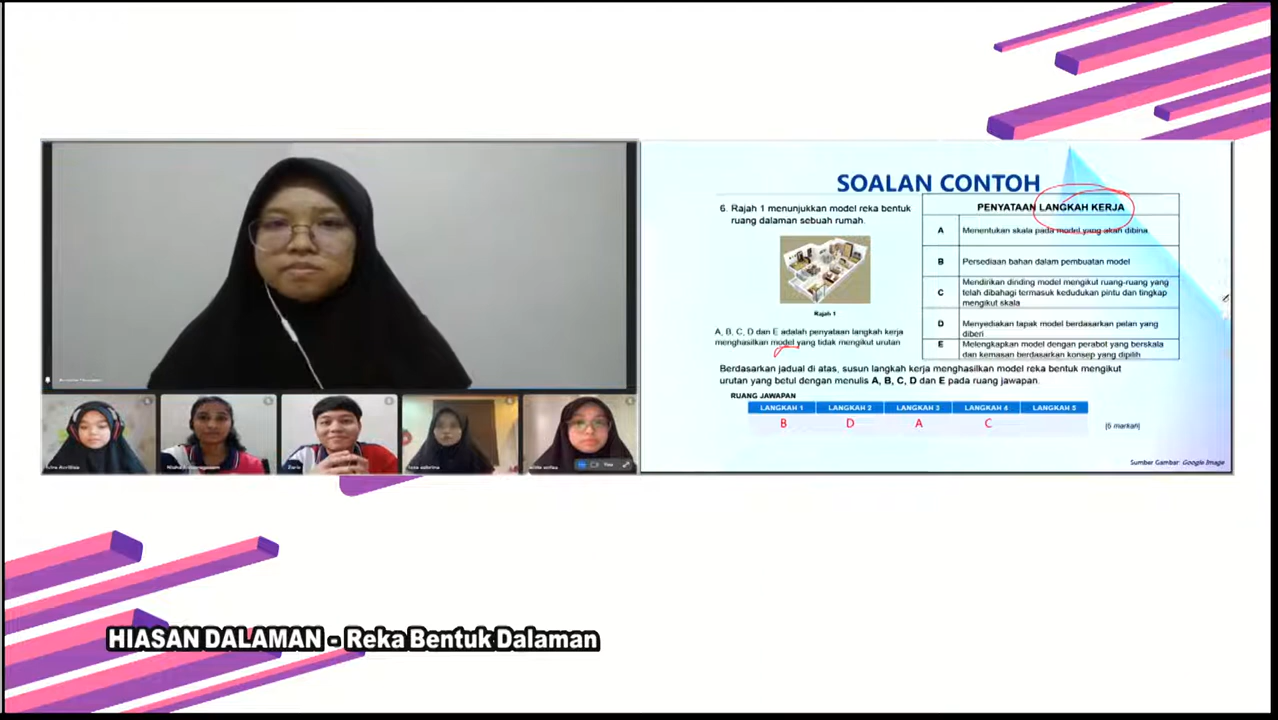 SOALAN CONTOH
6. Rajah 1 menunjukkan model reka bentuk
ruang dalaman sebuah rumah.
Rajah 1
A, B, C, D dan E adalah penyataan langkah kerja
menghasilkan model yang tidak mengikut urutan
PENYATAAN LANGKAH KERJA
A Menentukan skala pada model yang akan dibina
B Persediaan bahan dalam pembuatan model
C Mendirikan dinding model mengikut ruang-ruang yang
telah dibahagi termasuk kedudukan pintu dan tingkap
mengikut skala
D Menyediakan tapak model berdasarkan pelan yang
diberi
E Melengkapkan model dengan perabot yang berskala
dan kemasan berdasarkan konsep yang dipilih
Berdasarkan jadual di atas, susun langkah kerja menghasilkan model reka bentuk mengikut
urutan yang betul dengan menulis A, B, C, D dan E pada ruang jawapan.
RUANG JAWAPAN
LANGKAH 1 LANGKAH 2 LANGKAH 3 LANGKAH 4 LANGKAH 5
B D A C
[5 markah]
Sumber Gambar: Google Image
You
HIASAN DALAMAN - Reka Bentuk Dalaman